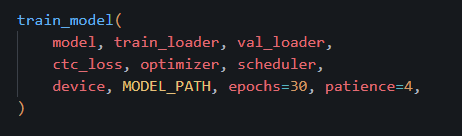 train_model(
    model, train_loader, val_loader,
    ctc_loss, optimizer, scheduler,
    device, MODEL_PATH, epochs=30, patience=4,
)